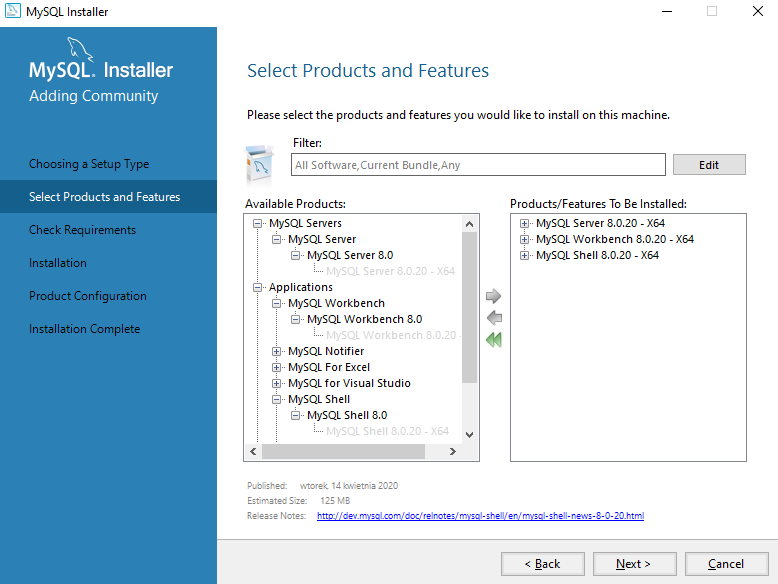 MySQL Installer
MySQL. Installer
Adding Community
Choosing a Setup Type
Select Products and Features
Check Requirements
Installation
Product Configuration
Installation Complete
Select Products and Features
Please select the products and features you would like to install on this machine.
Filter:
All Software,Current Bundle,Any
Edit
Available Products:
MySQL Servers
MySQL Server
MySQL Server 8.0
MySQL Server 8.0.20 - X64
Applications
MySQL Workbench
MySQL Workbench 8.0
MySQL Workbench 8.0.20
MySQL Notifier
MySQL For Excel
MySQL for Visual Studio
MySQL Shell
MySQL Shell 8.0
MySQL Shell 8.0.20 - X64
Products/Features To Be Installed:
MySQL Server 8.0.20 - X64
MySQL Workbench 8.0.20 - X64
MySQL Shell 8.0.20 - X64
Published: wtorek, 14 kwietnia 2020
Estimated Size: 125 MB
Release Notes: http://dev.mysql.com/doc/relnotes/mysql-shell/en/mysql-shell-news-8-0-20.html
< Back Next > Cancel